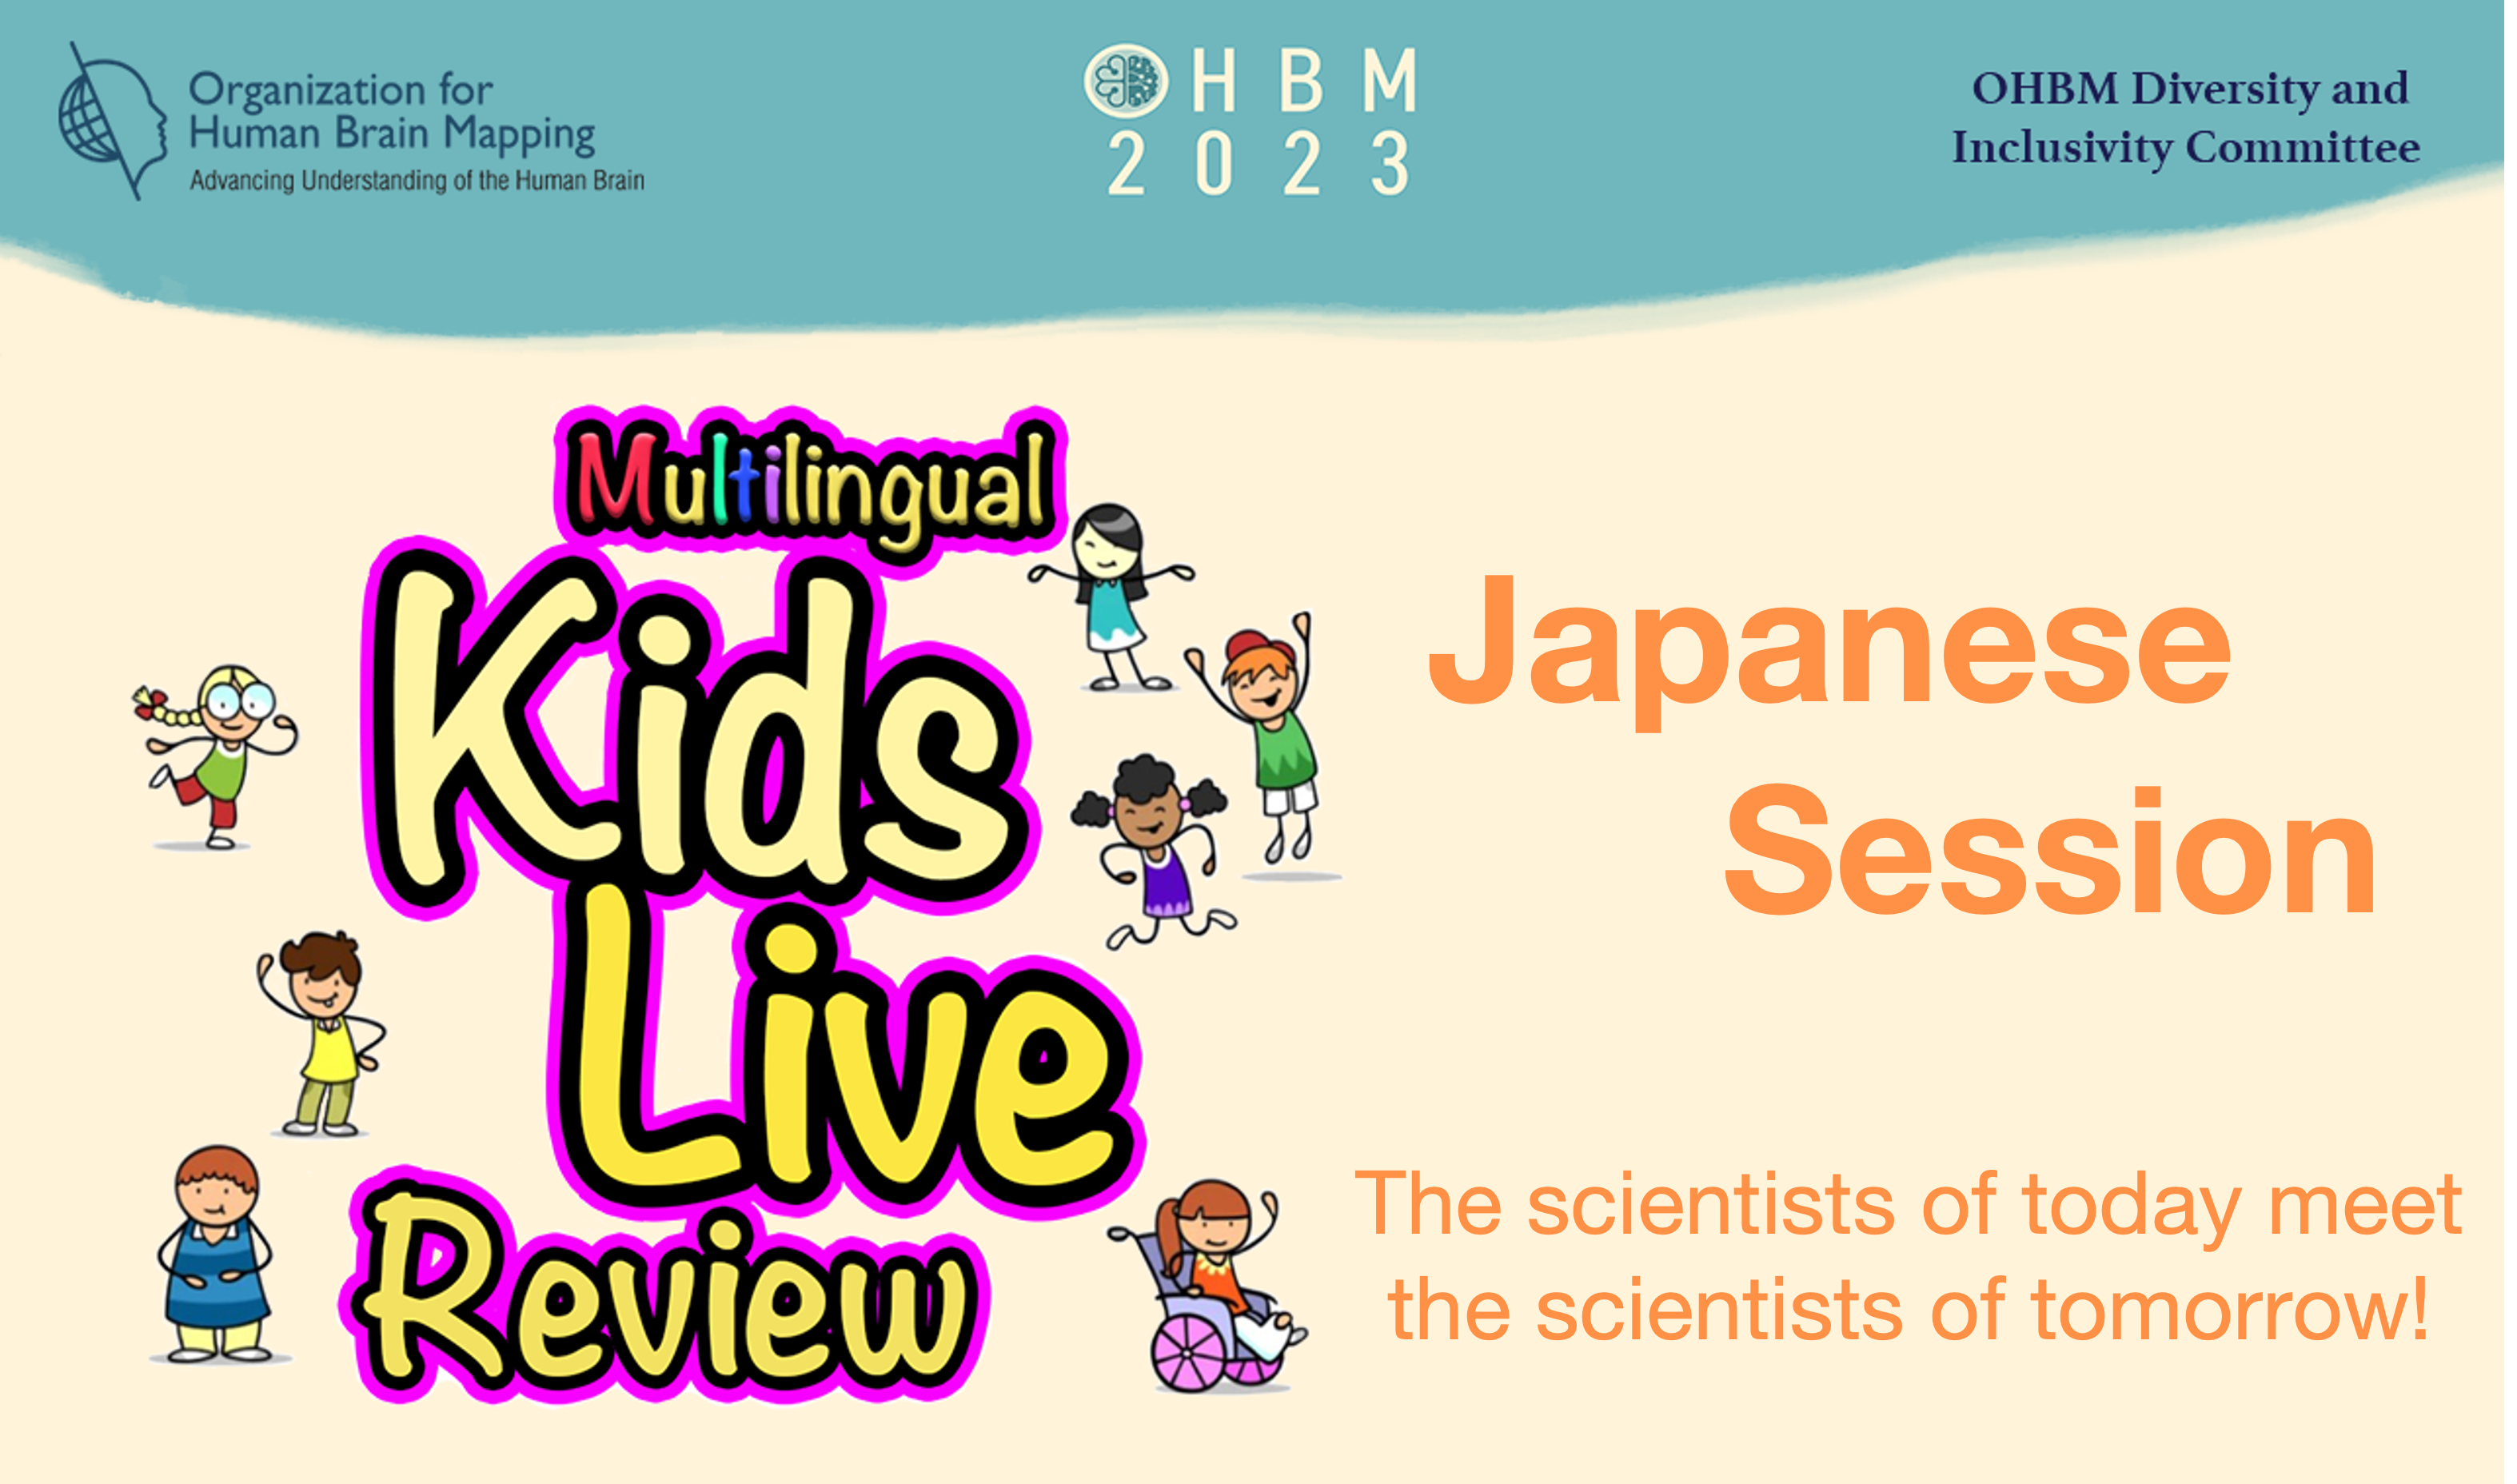 Organization for
Human Brain Mapping
Advancing Understanding of the Human Brain
OHBM
2023
OHBM Diversity and
Inclusivity Committee
Multilingual
Kids
Live
Review
Japanese
Session
The scientists of today meet
the scientists of tomorrow!